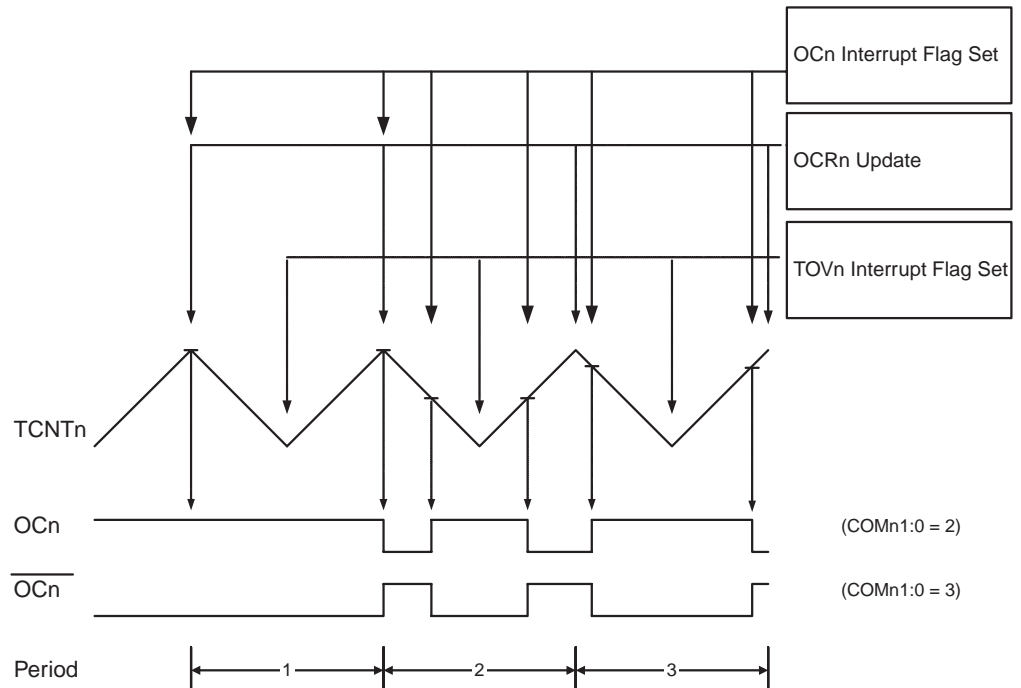 OCn Interrupt Flag Set
OCRn Update
TOVn Interrupt Flag Set
TCNTn
OCn
(COMn1:0 = 2)
OCn
(COMn1:0 = 3)
Period
1
2
3